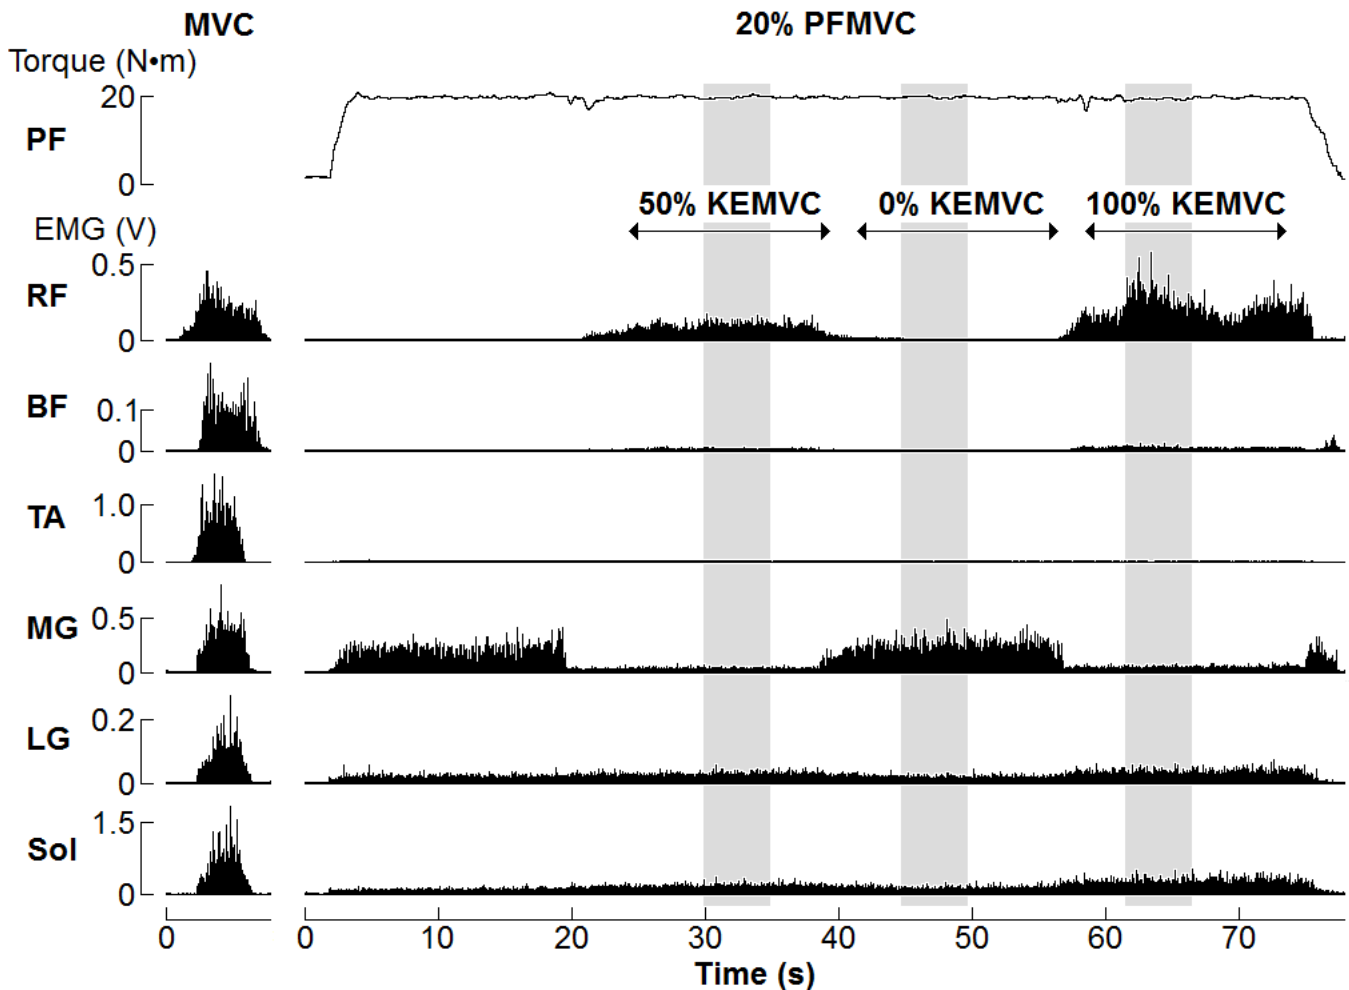 MVC 20% PFMVC
Torque (N•m)
20
PF
0
50% KEMVC 0% KEMVC 100% KEMVC
EMG (V)
0.5
RF
0
BF 0.1
0
1.0
TA
0
0.5
MG
0
0.2
LG
0
1.5
Sol
0
0 0 10 20 30 40 50 60 70
Time (s)